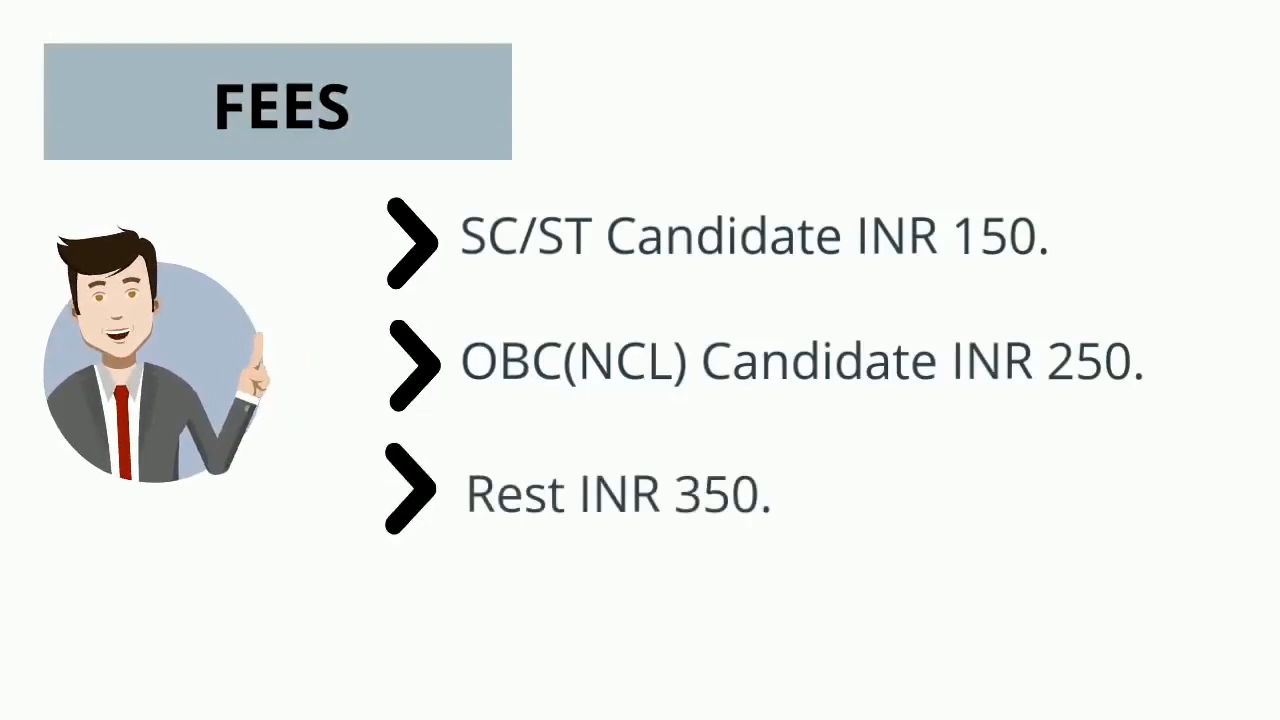 FEES
SC/ST Candidate INR 150.
OBC(NCL) Candidate INR 250.
Rest INR 350.